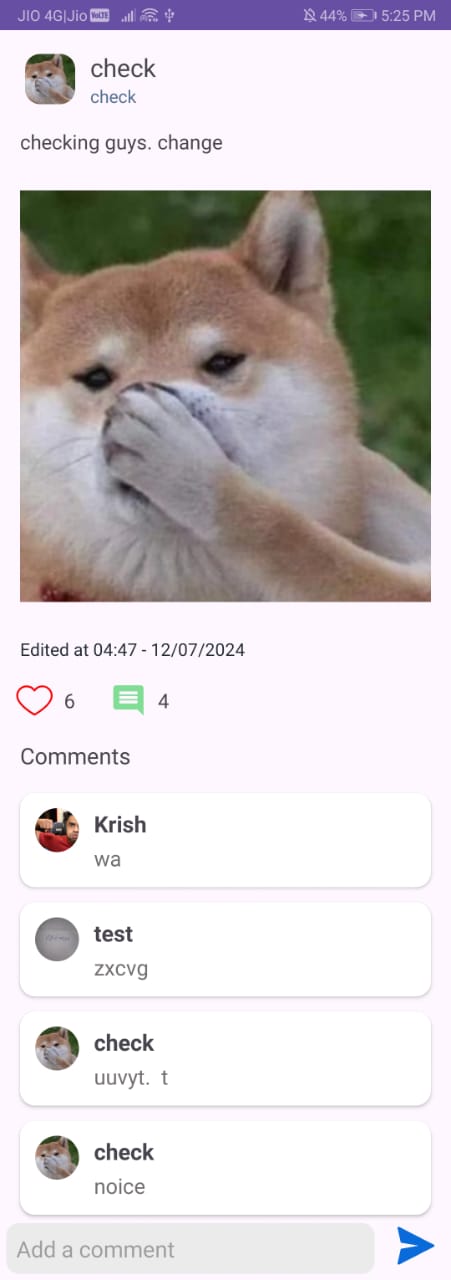 JIO 4G|Jio VoLTE 44% 5:25 PM
check
check
checking guys. change
Edited at 04:47 - 12/07/2024
6 4
Comments
Krish
wa
test
zxcvg
check
uuvyt.  t
check
noice
Add a comment